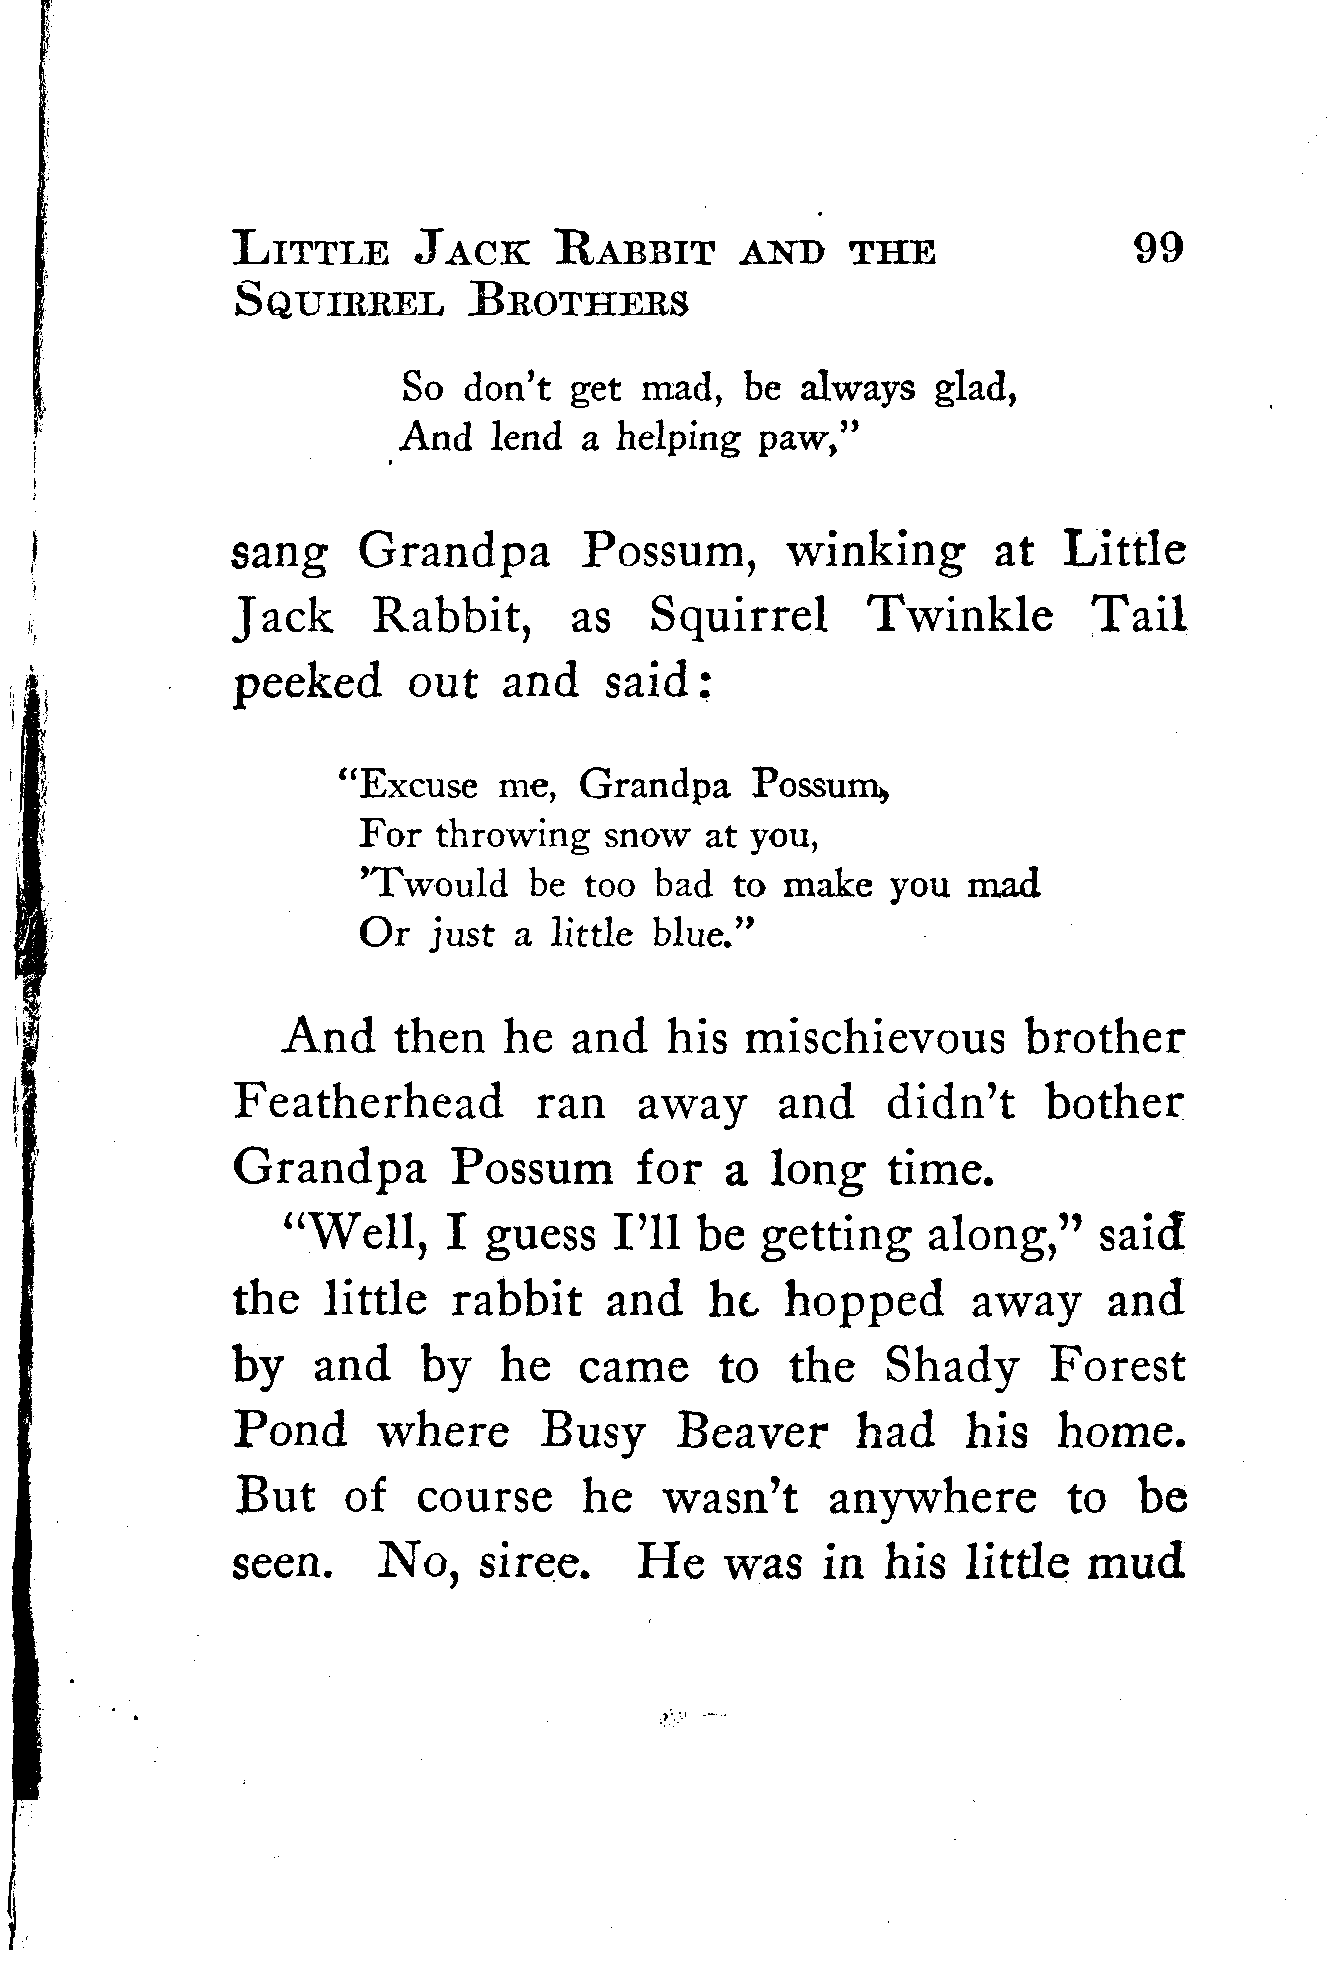 LITTLE JACK RABBIT AND THE 99
SQUIRREL BROTHERS
So don't get mad, be always glad,
And lend a helping paw,"
sang Grandpa Possum, winking at Little
Jack Rabbit, as Squirrel Twinkle Tail
peeked out and said:
"Excuse me, Grandpa Possum,
For throwing snow at you,
'Twould be too bad to make you mad
Or just a little blue."
And then he and his mischievous brother
Featherhead ran away and didn't bother
Grandpa Possum for a long time.
"Well, I guess I'll be getting along," said
the little rabbit and he hopped away and
by and by he came to the Shady Forest
Pond where Busy Beaver had his home.
But of course he wasn't anywhere to be
seen. No, siree. He was in his little mud